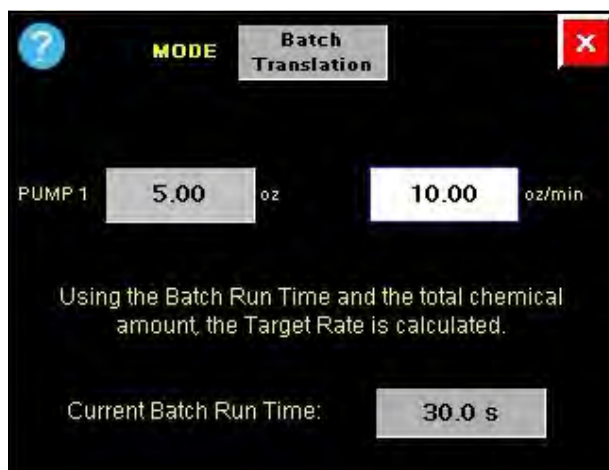 ?
MODE
Batch
Translation
X
PUMP 1
5.00
oz
10.00
oz/min
Using the Batch Run Time and the total chemical
amount, the Target Rate is calculated.
Current Batch Run Time:
30.0 s